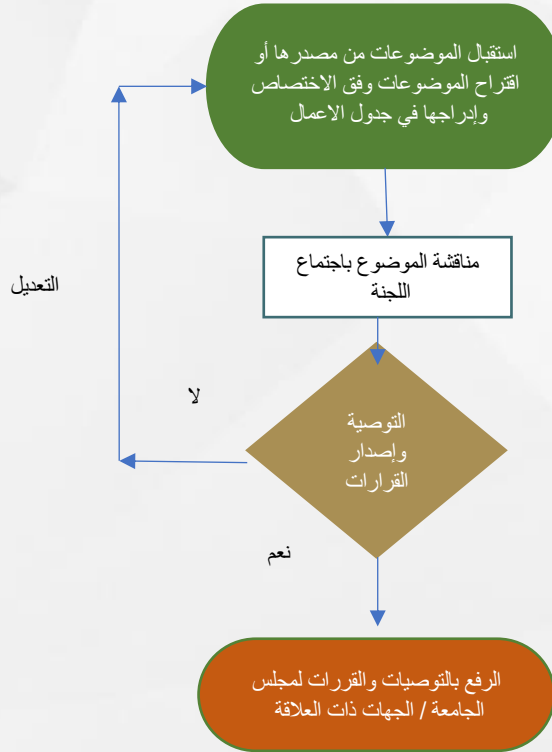 استقبال الموضوعات من مصدرها أو
اقتراح الموضوعات وفق الاختصاص
وإدراجها في جدول الاعمال
مناقشة الموضوع باجتماع
اللجنة
التعديل
لا
التوصية
وإصدار
القرارات
نعم
الرفع بالتوصيات والقررات لمجلس
الجامعة / الجهات ذات العلاقة